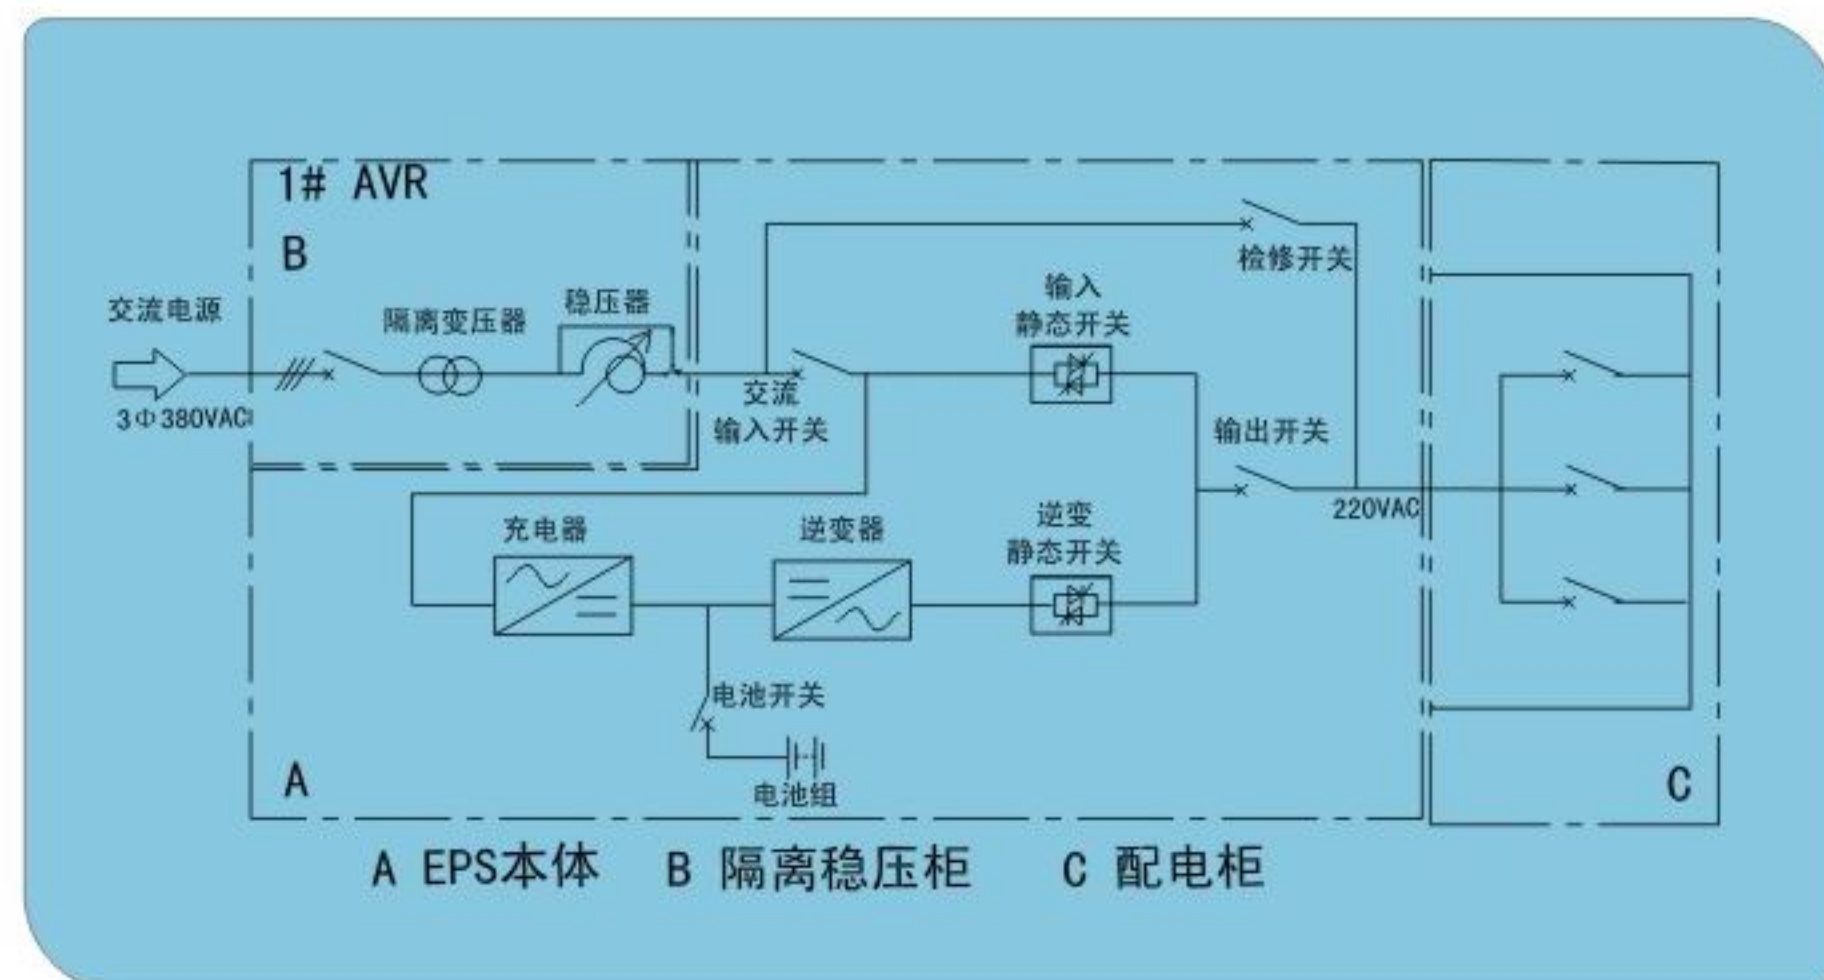 1# AVR
B
交流电源
3Φ380VAC
隔离变压器
稳压器
检修开关
输入
静态开关
交流
输入开关
输出开关
220VAC
充电器
逆变器
逆变
静态开关
电池开关
电池组
A
C
A EPS本体 B 隔离稳压柜 C 配电柜